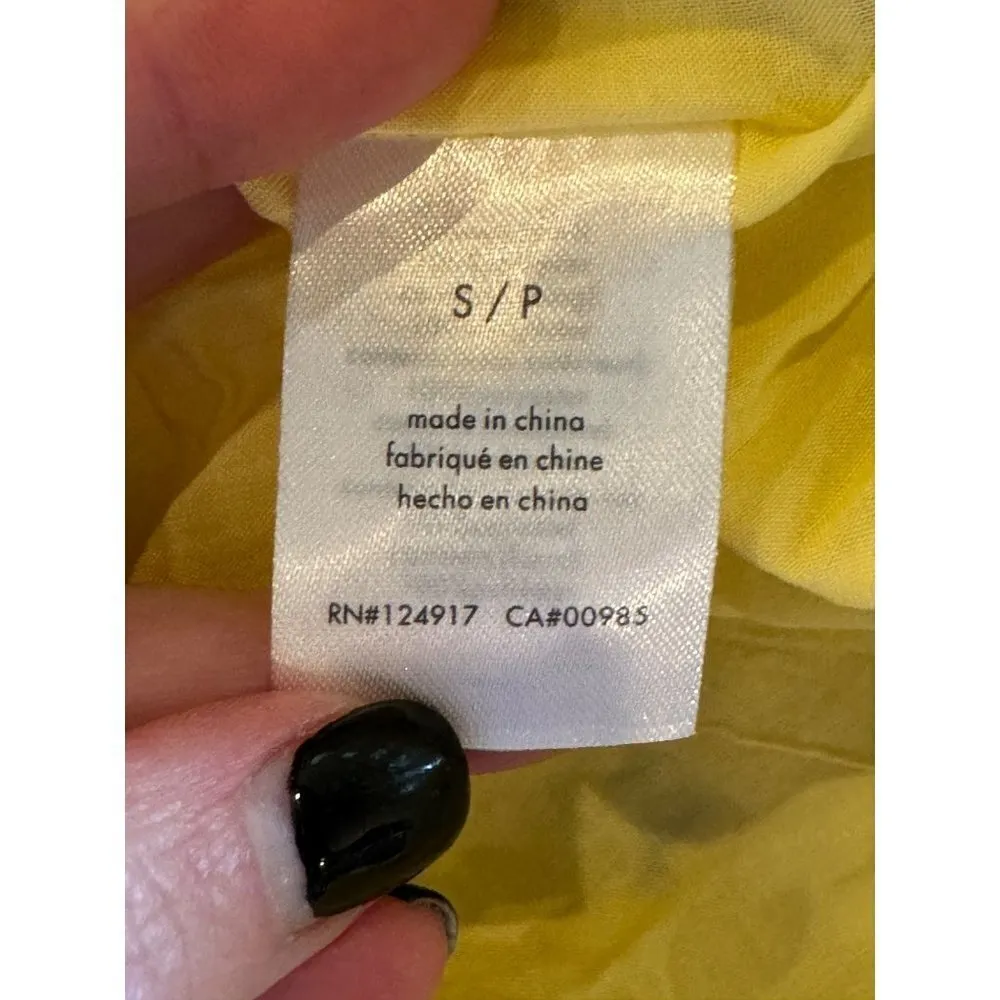 S / P
made in china
fabriqué en chine
hecho en china
RN#124917 CA#00985